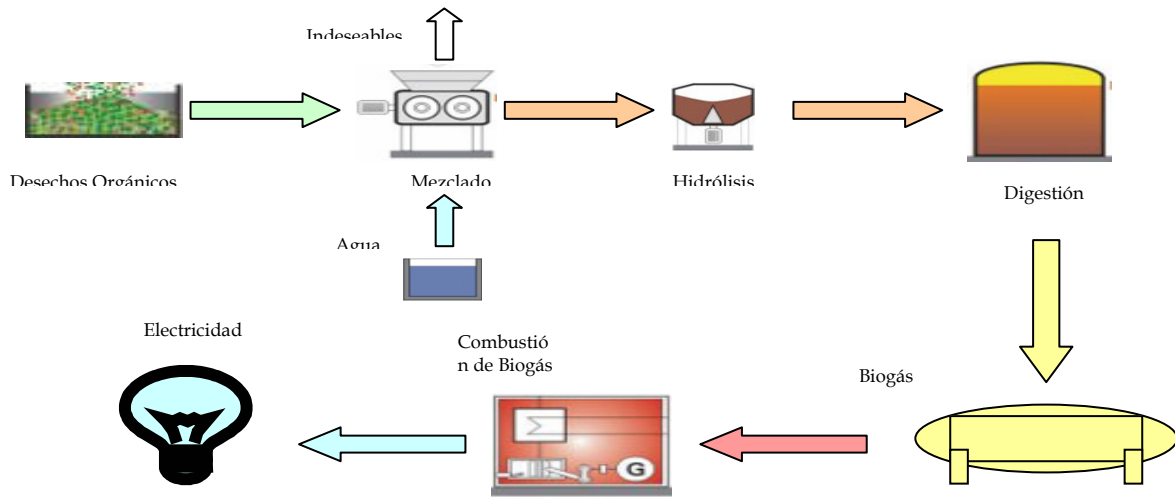 Indeseables
Desechos Orgánicos
Mezclado
Hidrólisis
Digestión
Agua
Electricidad
Combustió
n de Biogás
Biogás
G